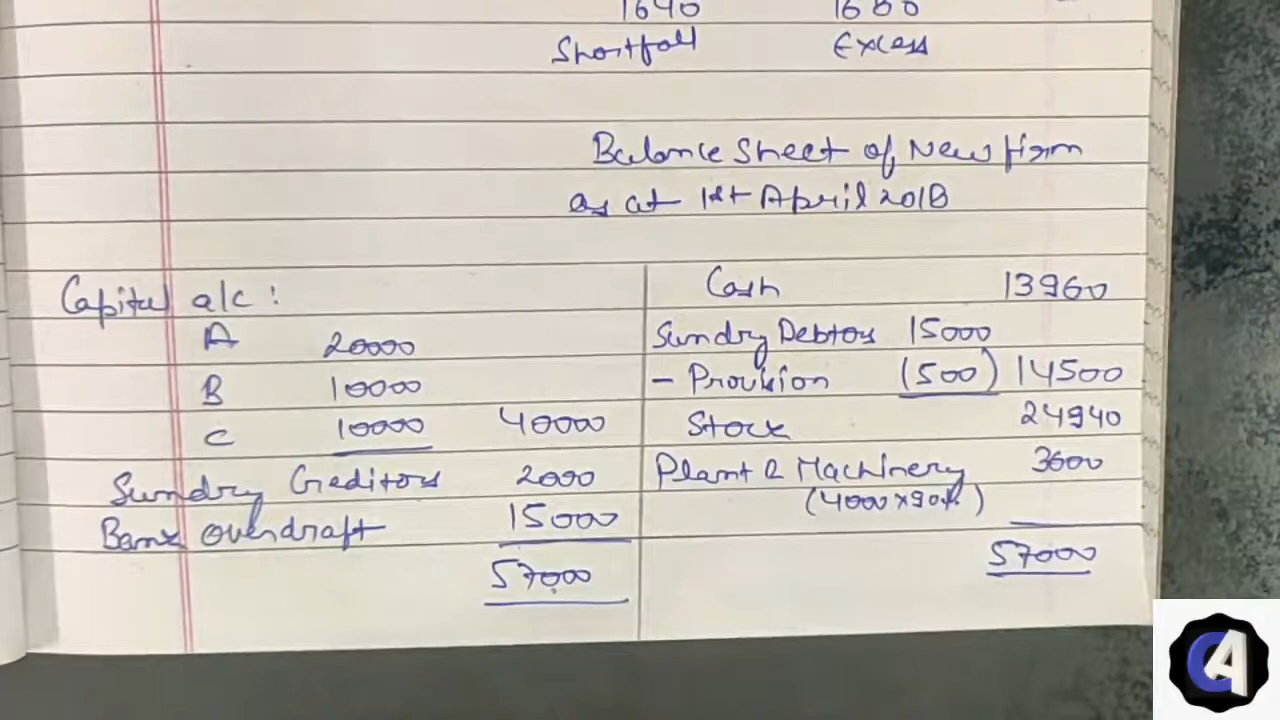 1640 1680
Shortfall Excess
Balance Sheet of New firm
as at 1st April 2018
Capital a/c :
A 20000
B 10000
C 10000 40000
Sundry Creditors 2000
Bank overdraft 15000
57000
Cash 13960
Sundry Debtors 15000
- Provision (500) 14500
Stock 24940
Plant & Machinery 3600
(4000x90%)
57000
CA